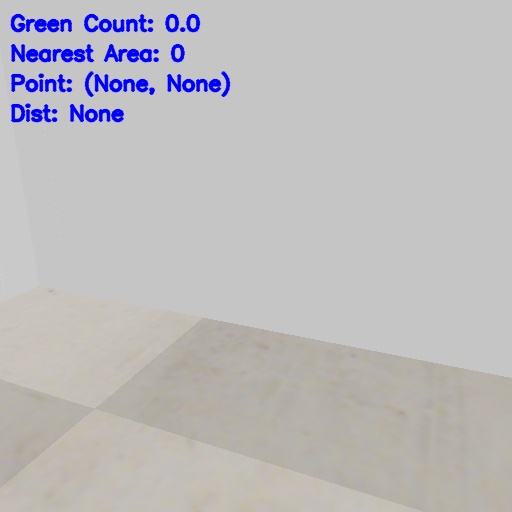 Green Count: 0.0
Nearest Area: 0
Point: (None, None)
Dist: None